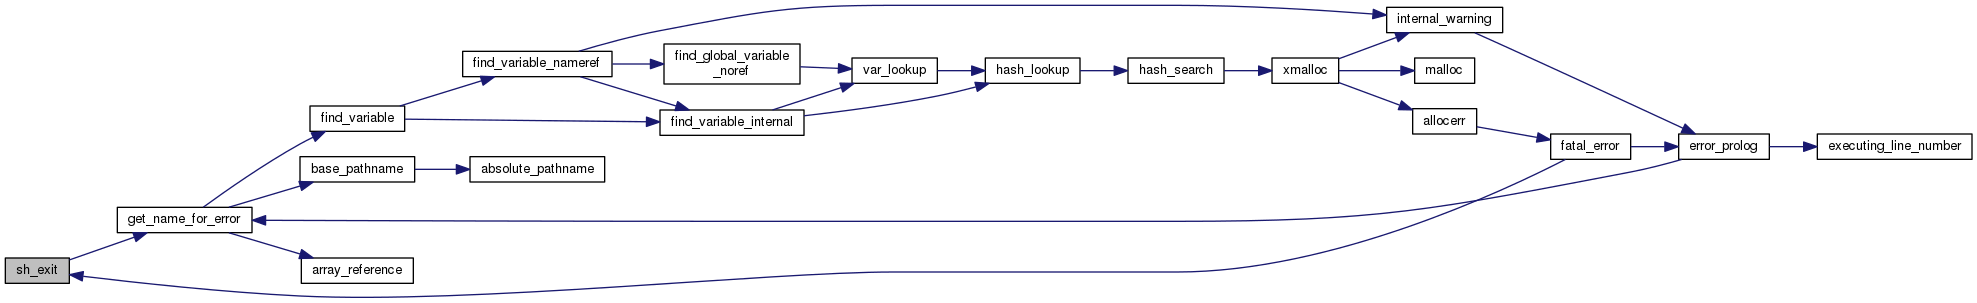 internal_warning
find_variable_nameref
find_global_variable
_noref
var_lookup
hash_lookup
hash_search
xmalloc
malloc
find_variable
find_variable_internal
allocerr
fatal_error
error_prolog
executing_line_number
base_pathname
absolute_pathname
get_name_for_error
sh_exit
array_reference